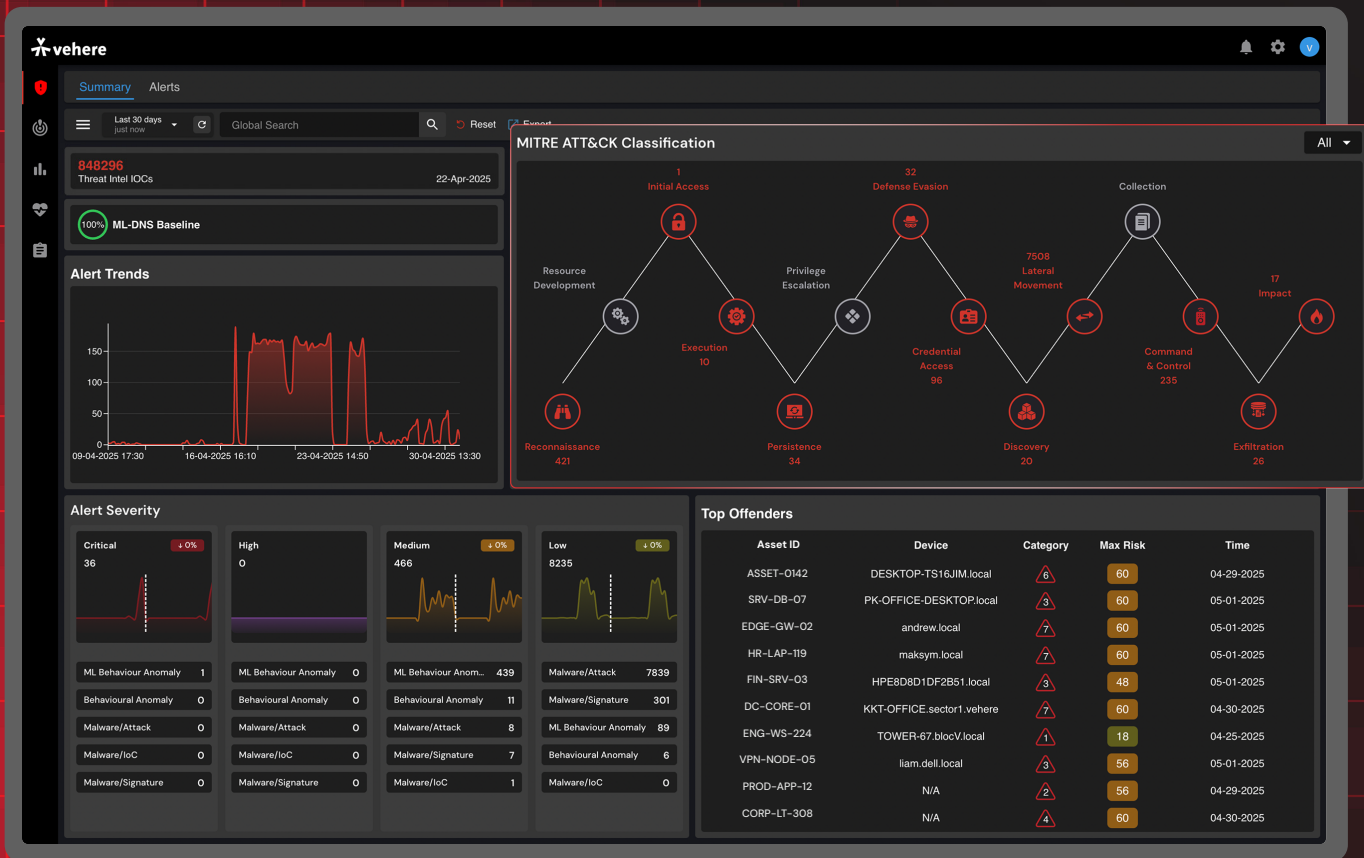 vehere
V
Summary Alerts
Last 30 days
just now
Global Search
Reset
Export
848296
Threat Intel IOCs
22-Apr-2025
100%
ML-DNS Baseline
Alert Trends
150
100
50
0
09-04-2025 17:30
16-04-2025 16:10
23-04-2025 14:50
30-04-2025 13:30
MITRE ATT&CK Classification
All
1
Initial Access
32
Defense Evasion
Collection
Resource
Development
Privilege
Escalation
7508
Lateral
Movement
17
Impact
Execution
10
Credential
Access
96
Command
& Control
235
Reconnaissance
421
Persistence
34
Discovery
20
Exfiltration
26
Alert Severity
Critical
↓ 0%
36
ML Behaviour Anomaly 1
Behavioural Anomaly 0
Malware/Attack 0
Malware/IoC 0
Malware/Signature 0
High
0
ML Behaviour Anomaly 0
Behavioural Anomaly 0
Malware/Attack 0
Malware/IoC 0
Malware/Signature 0
Medium
↓ 0%
466
ML Behaviour Anom... 439
Behavioural Anomaly 11
Malware/Attack 8
Malware/Signature 7
Malware/IoC 1
Low
↓ 0%
8235
Malware/Attack 7839
Malware/Signature 301
ML Behaviour Anomaly 89
Behavioural Anomaly 6
Malware/IoC 0
Top Offenders
Asset ID Device Category Max Risk Time
ASSET-0142 DESKTOP-TS16JIM.local 6 60 04-29-2025
SRV-DB-07 PK-OFFICE-DESKTOP.local 3 60 05-01-2025
EDGE-GW-02 andrew.local 7 60 05-01-2025
HR-LAP-119 maksym.local 7 60 05-01-2025
FIN-SRV-03 HPE8D8D1DF2B51.local 3 48 05-01-2025
DC-CORE-01 KKT-OFFICE.sector1.vehere 7 60 04-30-2025
ENG-WS-224 TOWER-67.blocV.local 1 18 04-25-2025
VPN-NODE-05 liam.dell.local 3 56 05-01-2025
PROD-APP-12 N/A 2 56 04-29-2025
CORP-LT-308 N/A 4 60 04-30-2025